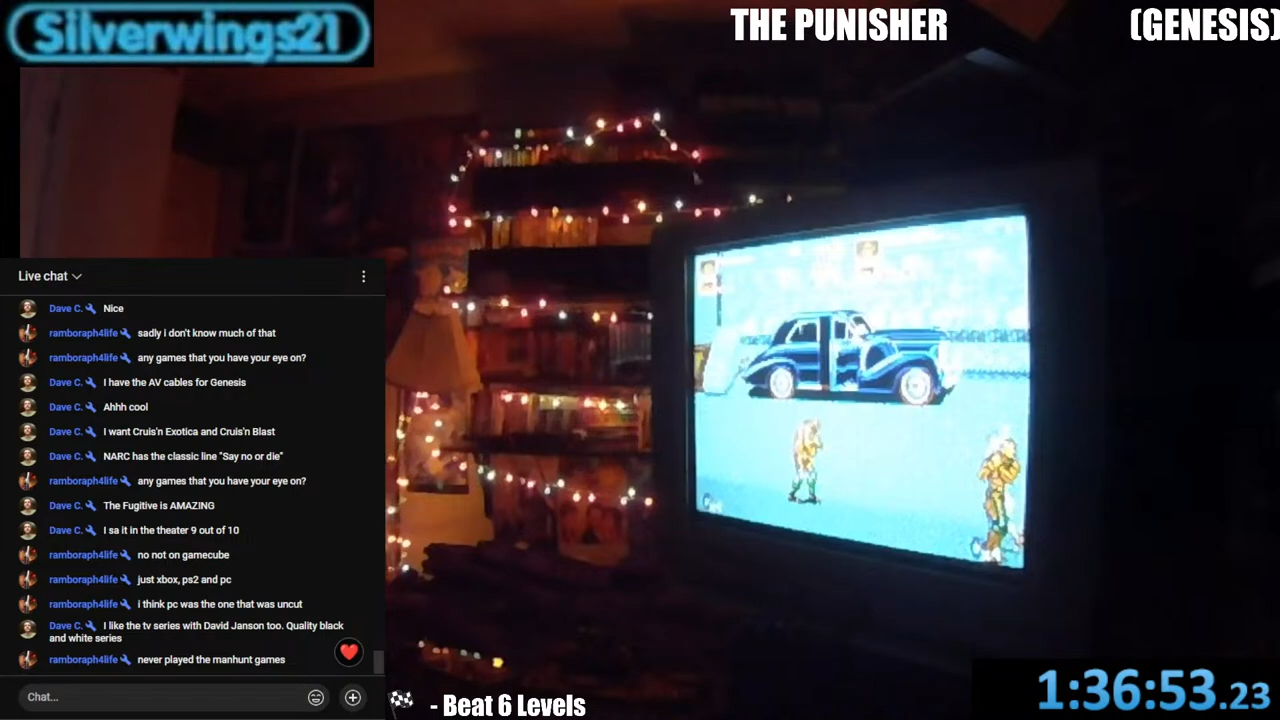 Silverwings21
THE PUNISHER
(GENESIS)
Live chat
Dave C. Nice
ramboraph4life sadly i don't know much of that
ramboraph4life any games that you have your eye on?
Dave C. I have the AV cables for Genesis
Dave C. Ahhh cool
Dave C. I want Cruis'n Exotica and Cruis'n Blast
Dave C. NARC has the classic line "Say no or die"
ramboraph4life any games that you have your eye on?
Dave C. The Fugitive is AMAZING
Dave C. I sa it in the theater 9 out of 10
ramboraph4life no not on gamecube
ramboraph4life just xbox, ps2 and pc
ramboraph4life i think pc was the one that was uncut
Dave C. I like the tv series with David Janson too. Quality black
and white series
ramboraph4life never played the manhunt games
Chat...
- Beat 6 Levels
1:36:53.23